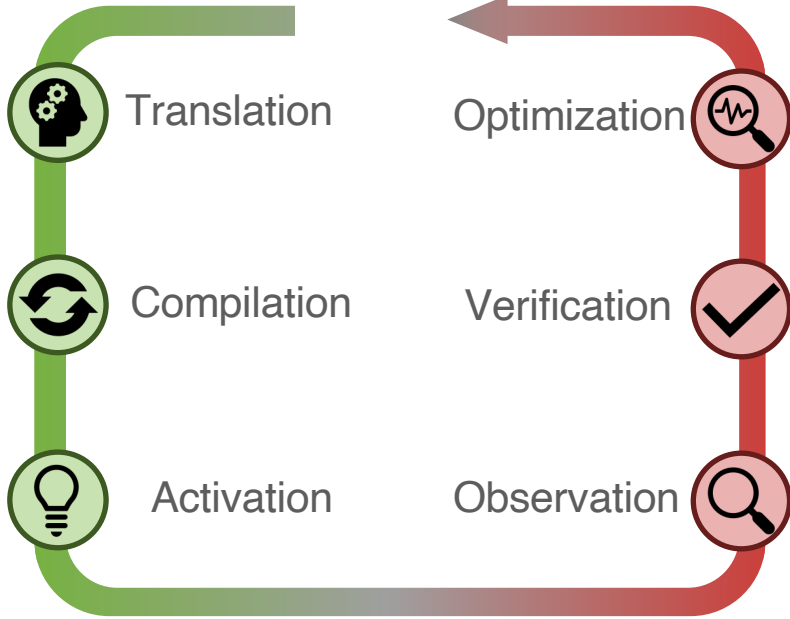 Translation
Optimization
Compilation
Verification
Activation
Observation